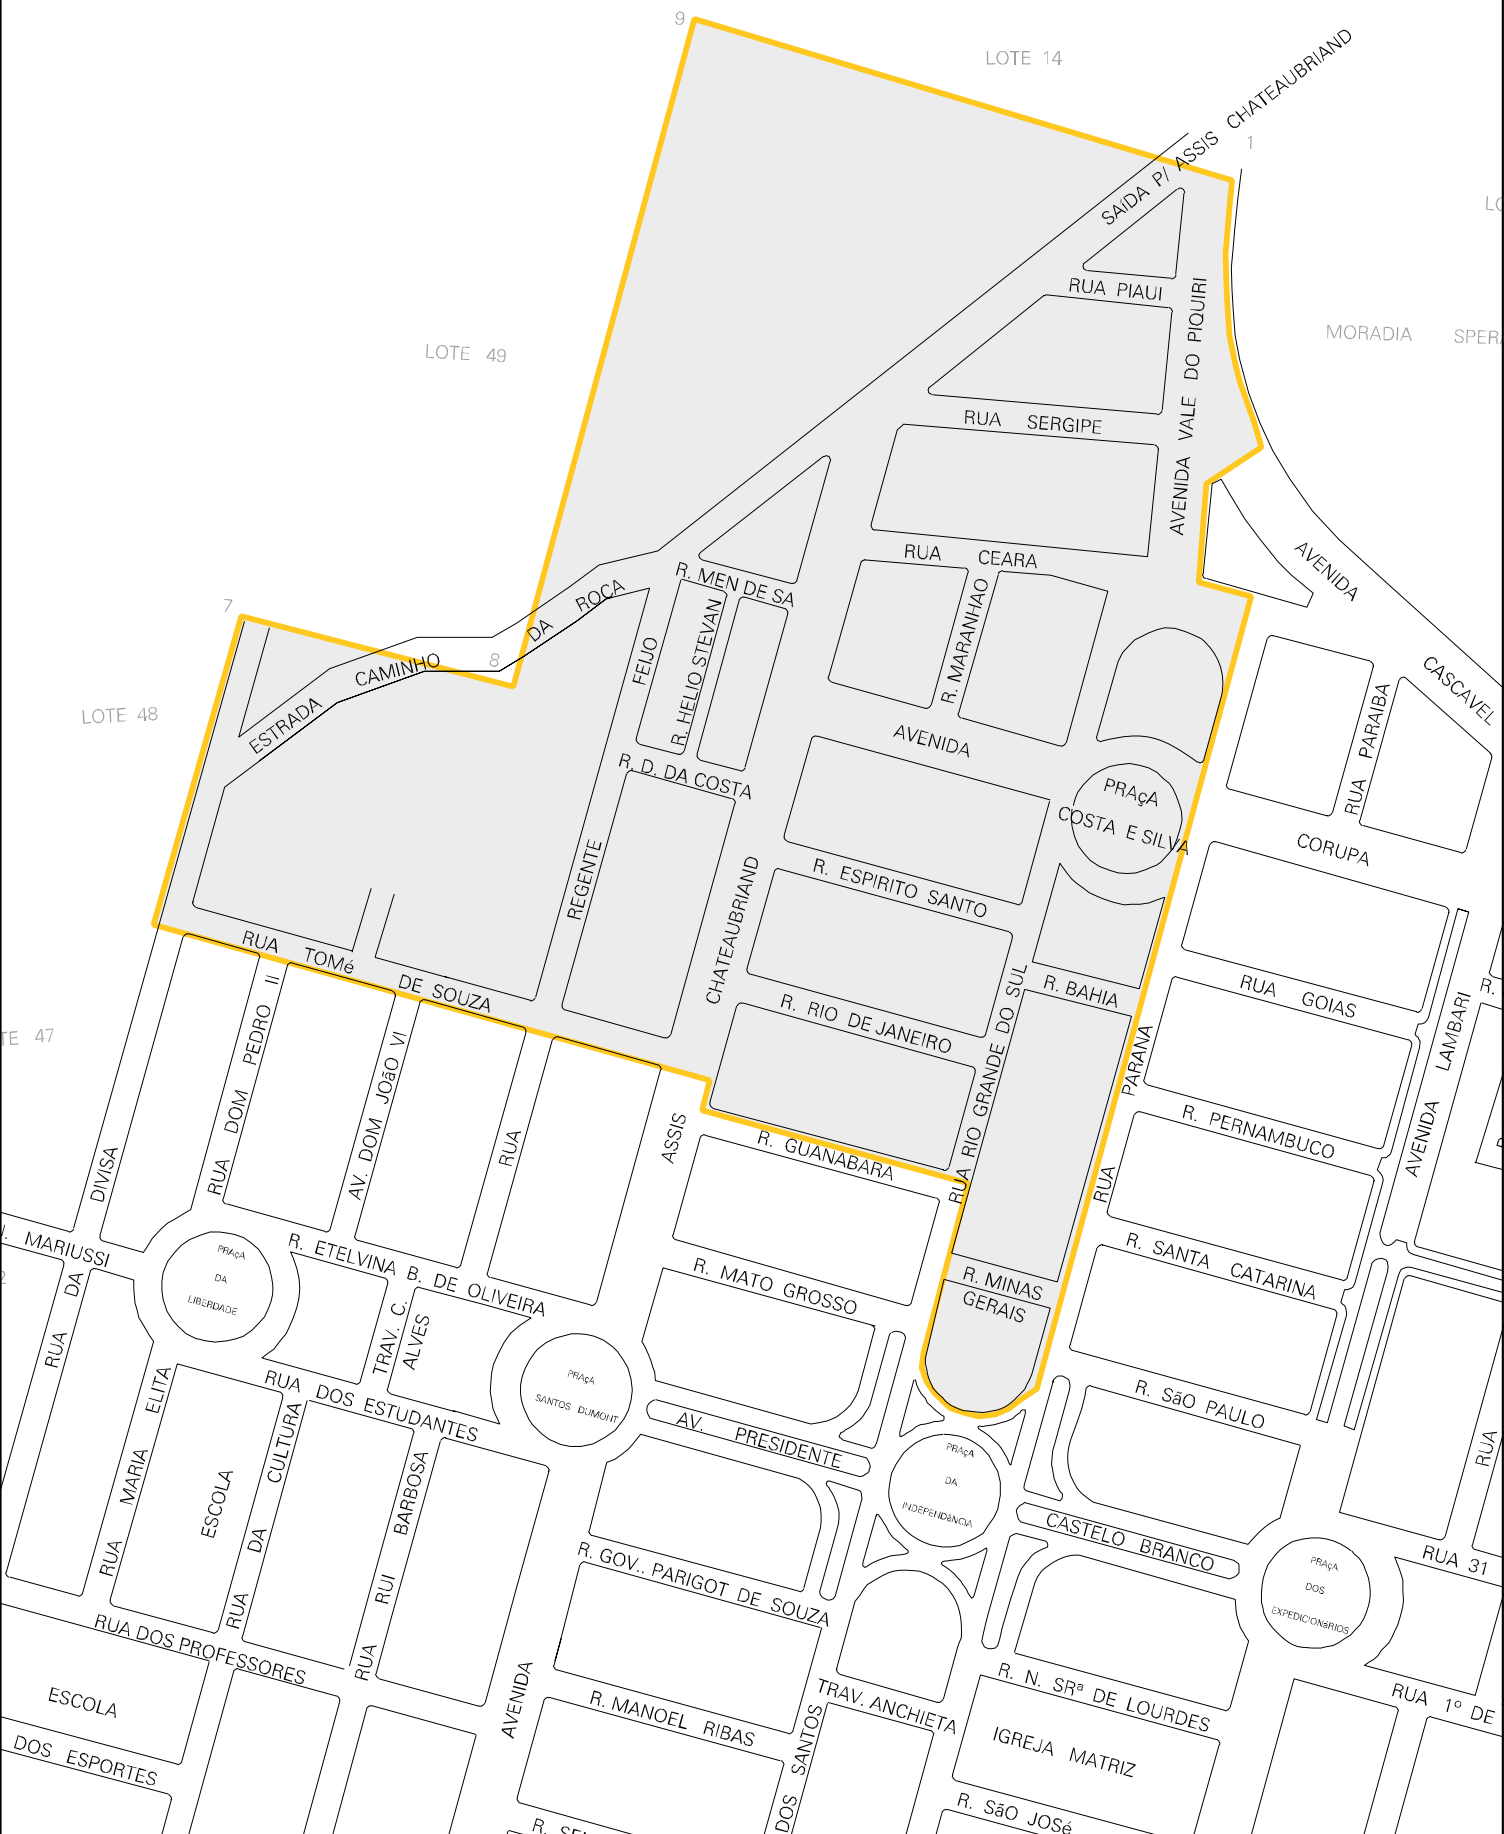 9
LOTE 14
SAíDA P/ ASSIS CHATEAUBRIAND
1
RUA PIAUI
AVENIDA VALE DO PIQUIRI
MORADIA
LOTE 49
RUA SERGIPE
RUA CEARA
AVENIDA
CASCAVEL
R. MEN DE SA
ESTRADA CAMINHO DA ROÇA
7
8
FEIJO
R. HELIO STEVAN
R. MARANHAO
RUA PARAIBA
LOTE 48
AVENIDA
CORUPA
R. D. DA COSTA
PRAçA
COSTA E SILVA
REGENTE
CHATEAUBRIAND
R. ESPIRITO SANTO
RUA TOMé DE SOUZA
R. BAHIA
RUA GOIAS
R.
R. RIO DE JANEIRO
RUA RIO GRANDE DO SUL
RUA PARANA
AVENIDA LAMBARI
47
RUA DOM PEDRO II
AV. DOM JOãO VI
RUA
ASSIS
DIVISA
R. GUANABARA
R. PERNAMBUCO
MARIUSSI
RUA DA
PRAçA
DA
LIBERDADE
R. ETELVINA B. DE OLIVEIRA
R. MATO GROSSO
R. MINAS
GERAIS
R. SANTA CATARINA
TRAV. C.
ALVES
RUA MARIA ELITA
RUA DOS ESTUDANTES
PRAçA
SANTOS DUMONT
AV. PRESIDENTE
R. SãO PAULO
PRAçA
DA
INDEPENDêNCIA
RUA
ESCOLA
RUA DA CULTURA
RUA RUI BARBOSA
CASTELO BRANCO
RUA 31
R. GOV.. PARIGOT DE SOUZA
PRAçA
DOS
EXPEDICIONáRIOS
RUA DOS PROFESSORES
ESCOLA
AVENIDA
R. MANOEL RIBAS
TRAV. ANCHIETA
R. N. SRª DE LOURDES
RUA 1º DE
DOS ESPORTES
DOS SANTOS
IGREJA MATRIZ
R. SãO JOSé